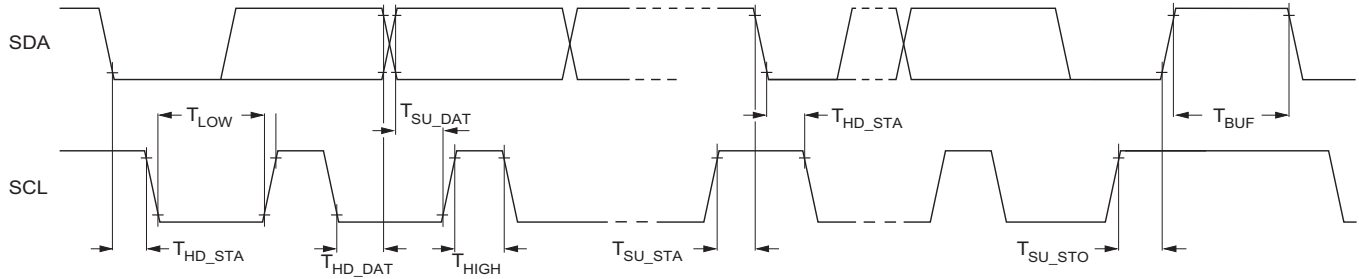 SDA
T_LOW
T_SU_DAT
T_HD_STA
T_BUF
SCL
T_HD_STA
T_HD_DAT
T_HIGH
T_SU_STA
T_SU_STO